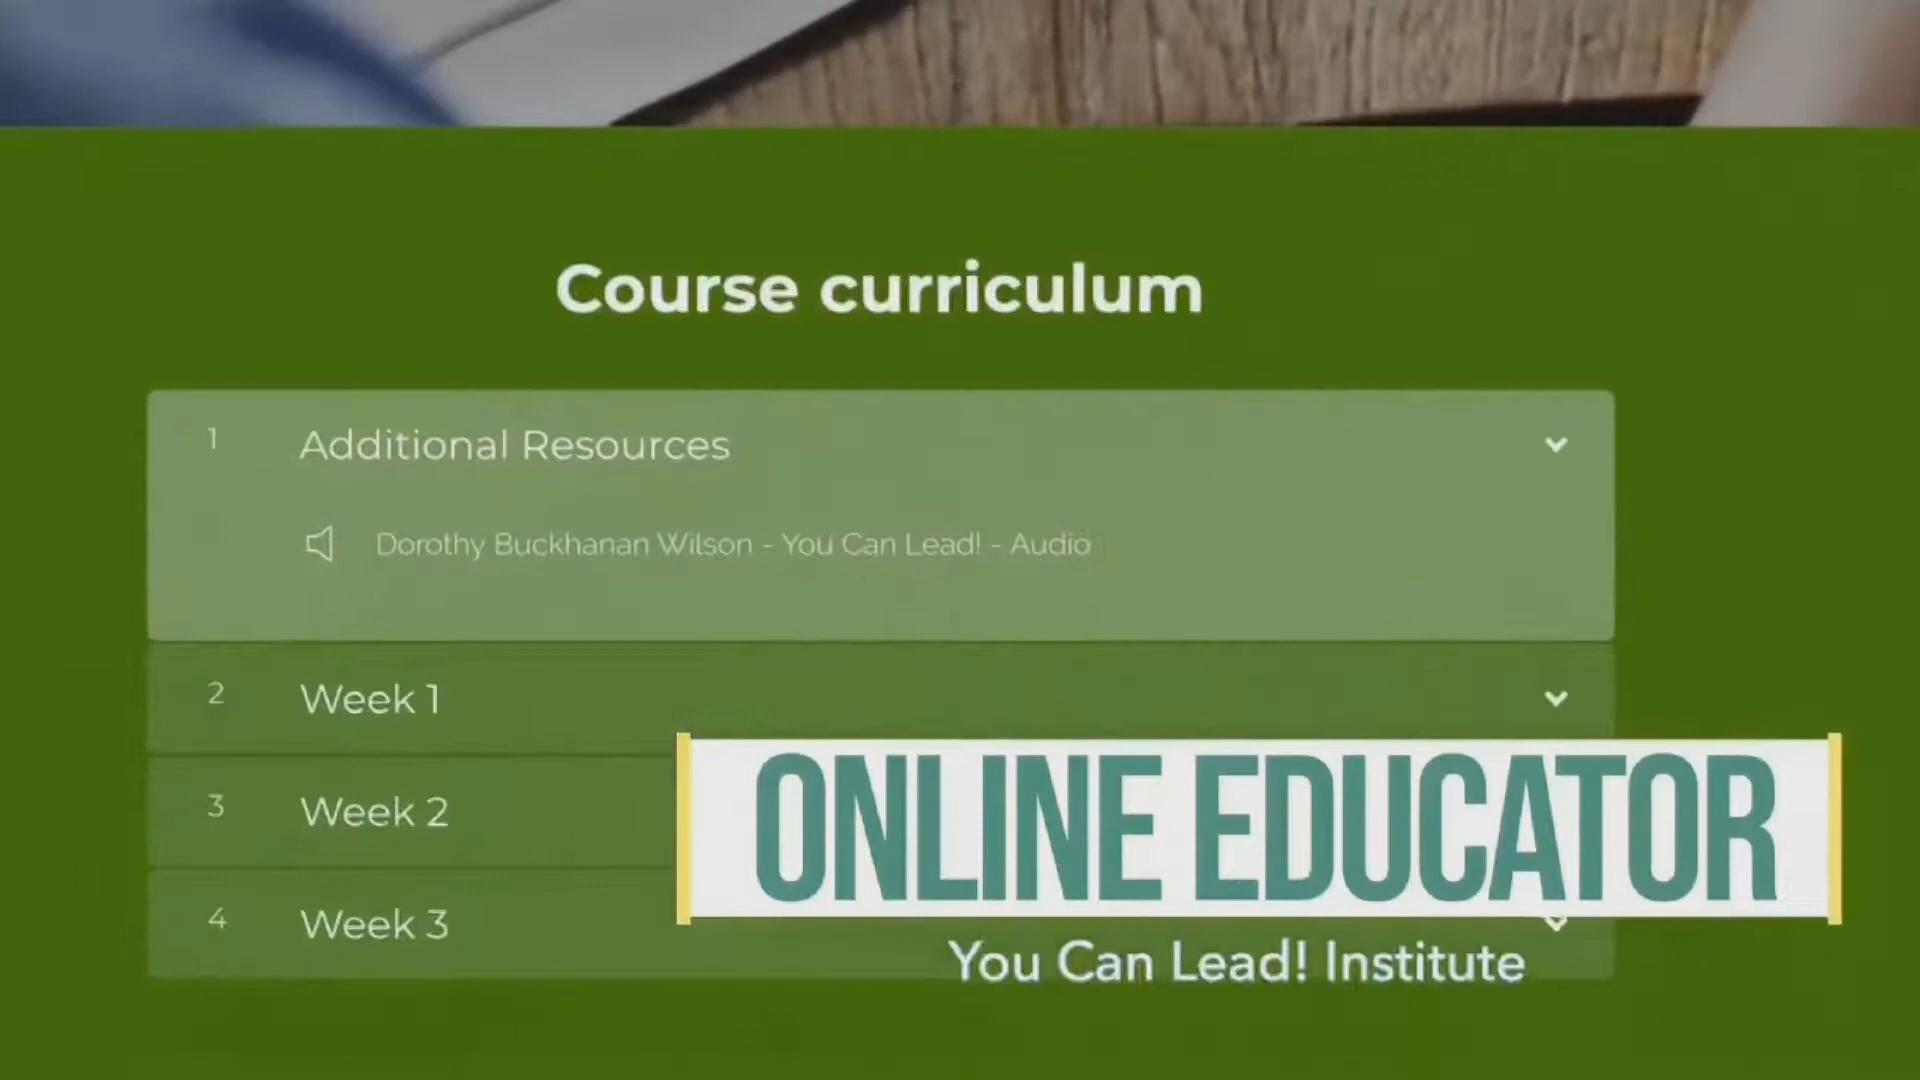 Course curriculum
1 Additional Resources
Dorothy Buckhanan Wilson - You Can Lead! - Audio
2 Week 1
3 Week 2
4 Week 3
ONLINE EDUCATOR
You Can Lead! Institute